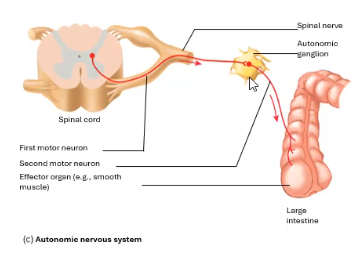 Spinal nerve
Autonomic
ganglion
Spinal cord
First motor neuron
Second motor neuron
Effector organ (e.g., smooth
muscle)
Large
intestine
(c) Autonomic nervous system